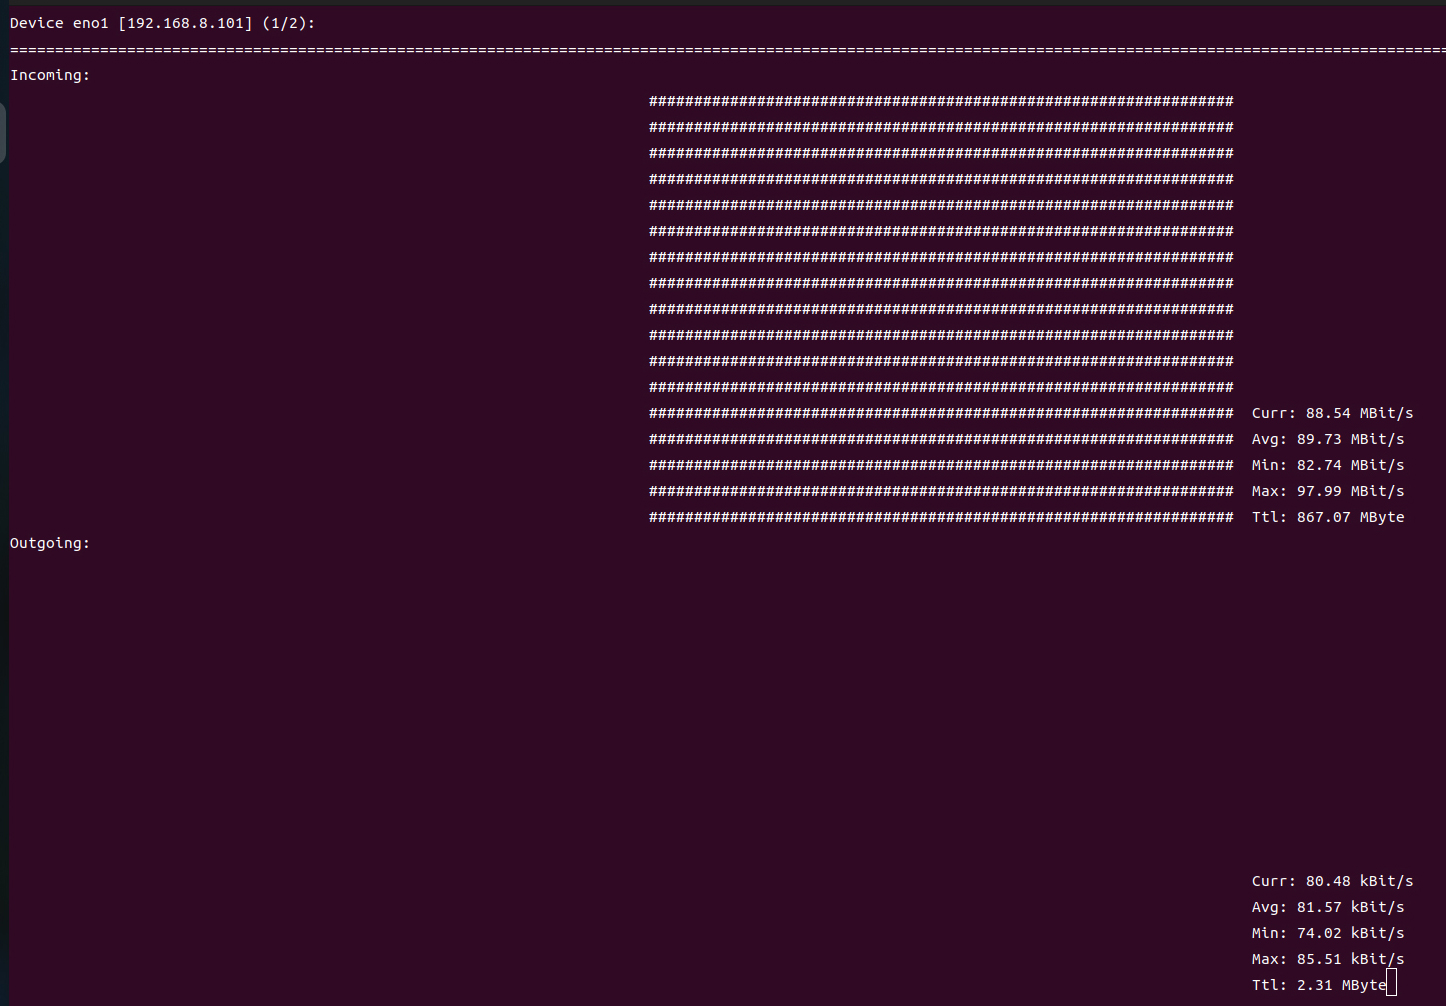 Device eno1 [192.168.8.101] (1/2):
================================================================================================================================================================
Incoming:
#################################################################
#################################################################
#################################################################
#################################################################
#################################################################
#################################################################
#################################################################
#################################################################
#################################################################
#################################################################
#################################################################
#################################################################
################################################################# Curr: 88.54 MBit/s
################################################################# Avg: 89.73 MBit/s
################################################################# Min: 82.74 MBit/s
################################################################# Max: 97.99 MBit/s
################################################################# Ttl: 867.07 MByte
Outgoing:
Curr: 80.48 kBit/s
Avg: 81.57 kBit/s
Min: 74.02 kBit/s
Max: 85.51 kBit/s
Ttl: 2.31 MByte